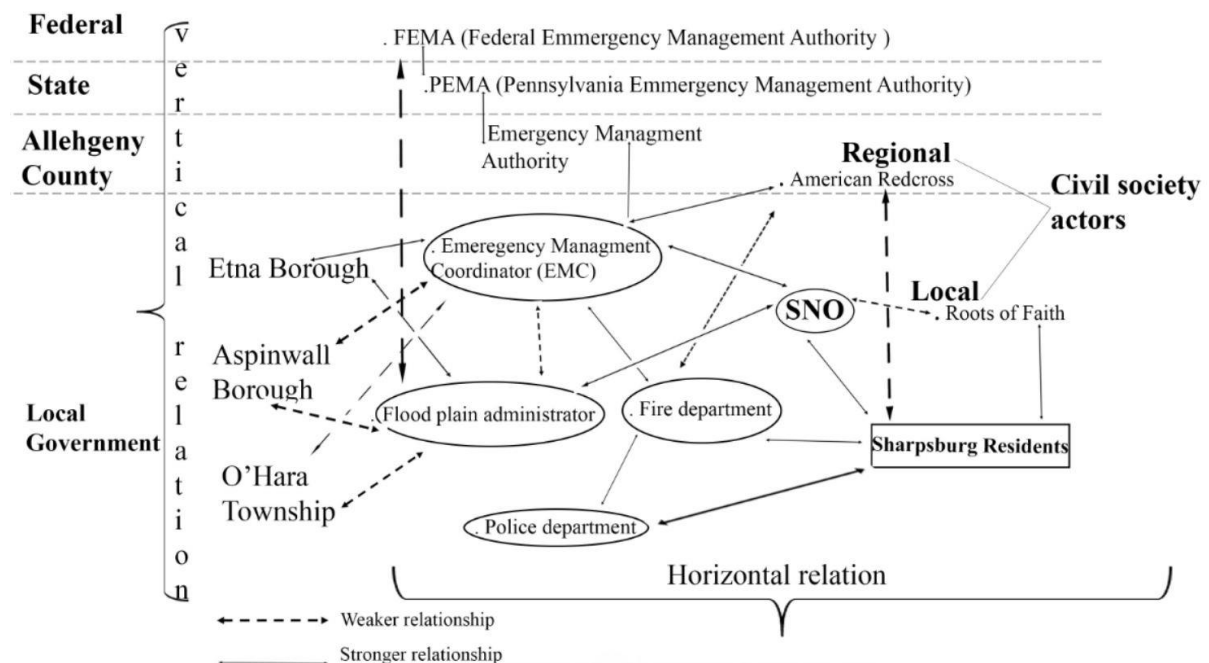 Federal
. FEMA (Federal Emmergency Management Authority )
State
.PEMA (Pennsylvania Emmergency Management Authority)
Allehgeny
County
.Emergency Managment
Authority
Regional
. American Redcross
Civil society
actors
Vertical relation
. Emeregency Managment
Coordinator (EMC)
Etna Borough
SNO
Local
. Roots of Faith
Aspinwall
Borough
Local
Government
.Flood plain administrator
. Fire department
Sharpsburg Residents
O'Hara
Township
. Police department
Horizontal relation
Weaker relationship
Stronger relationship